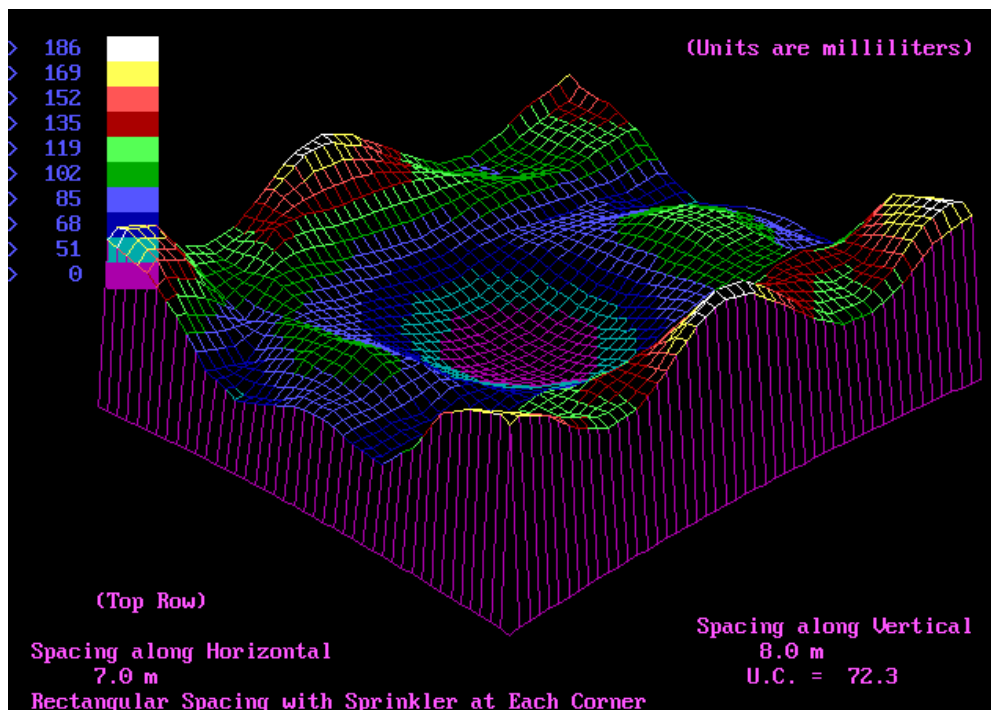 > 186
(Units are milliliters)
> 169
> 152
> 135
> 119
> 102
> 85
> 68
> 51
> 0
(Top Row)
Spacing along Vertical
8.0 m
U.C. = 72.3
Spacing along Horizontal
7.0 m
Rectangular Spacing with Sprinkler at Each Corner